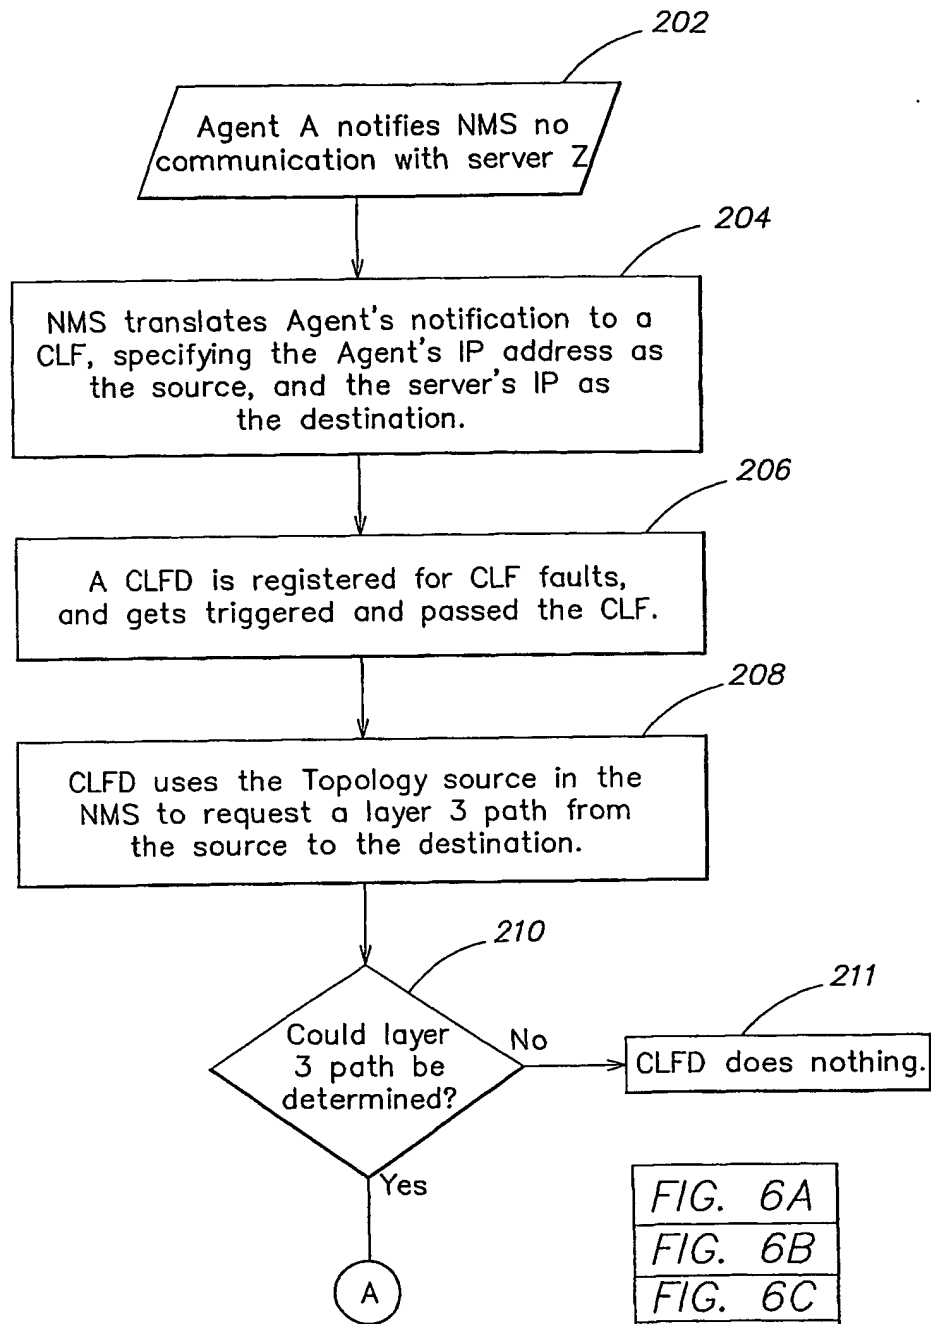 202
Agent A notifies NMS no
communication with server Z
204
NMS translates Agent's notification to a
CLF, specifying the Agent's IP address as
the source, and the server's IP as
the destination.
206
A CLFD is registered for CLF faults,
and gets triggered and passed the CLF.
208
CLFD uses the Topology source in the
NMS to request a layer 3 path from
the source to the destination.
210
Could layer
3 path be
determined?
No
211
CLFD does nothing.
Yes
A
FIG. 6A
FIG. 6B
FIG. 6C